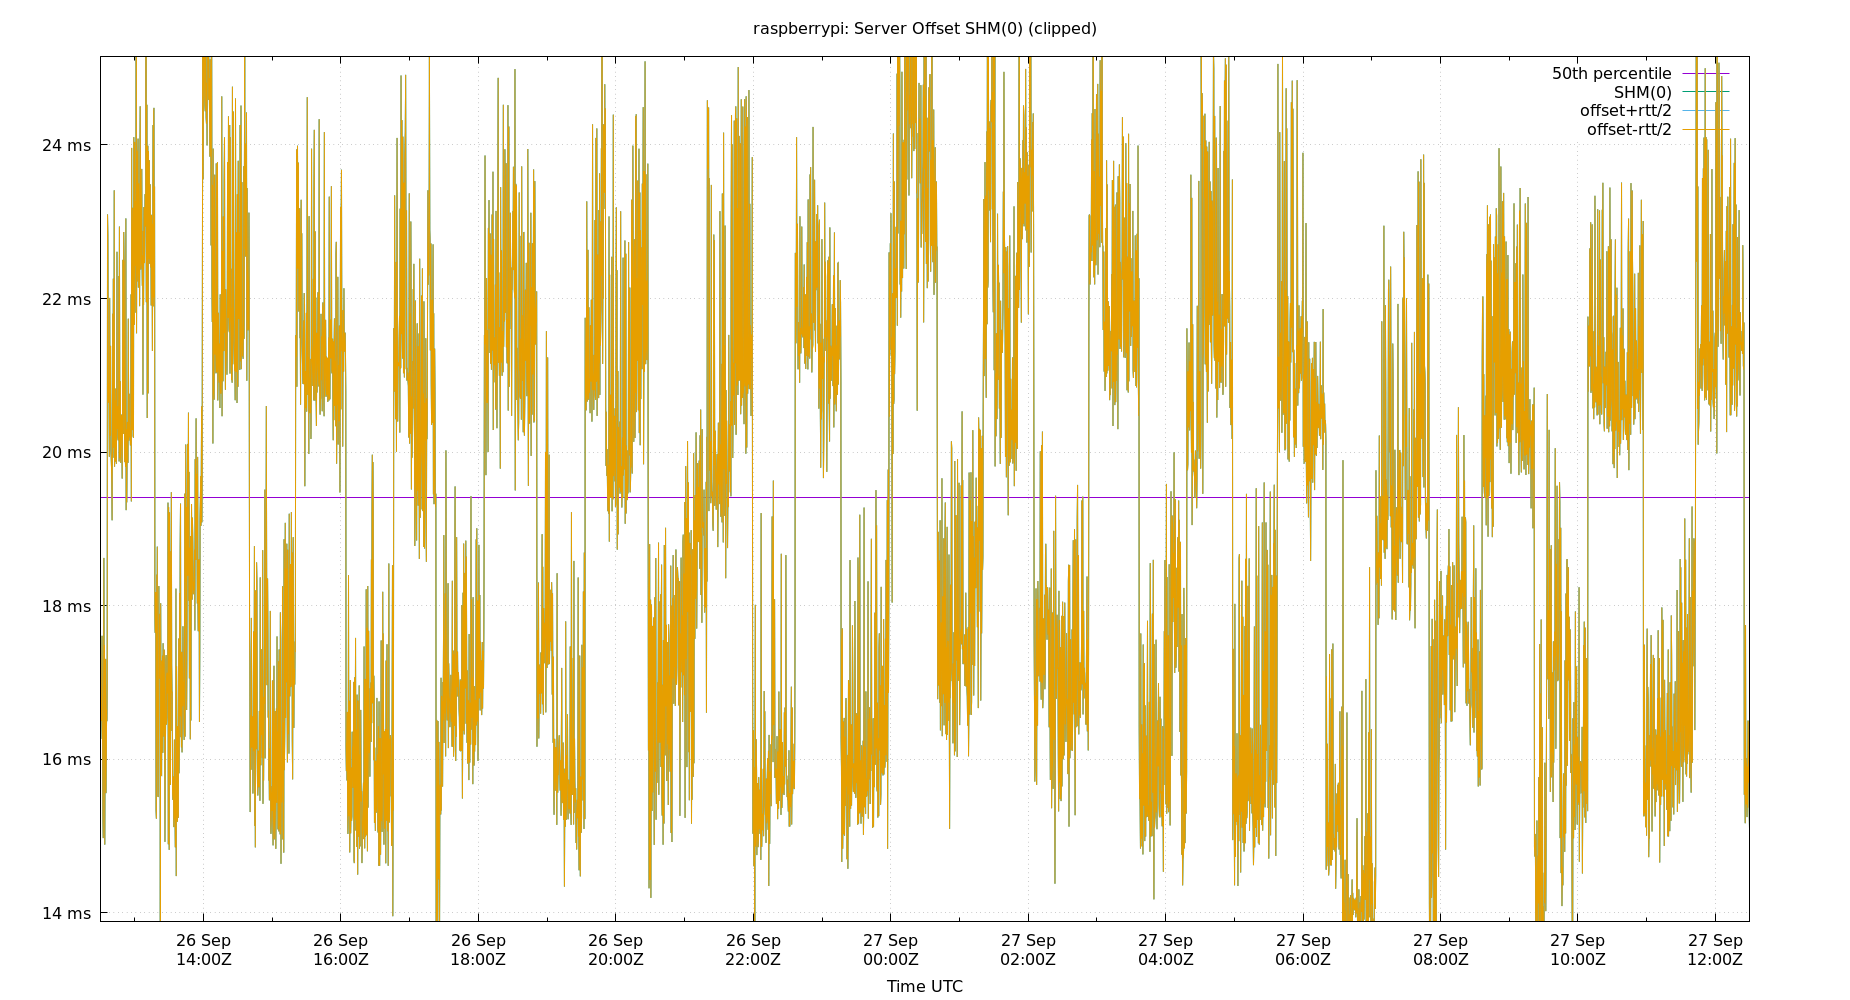 raspberrypi: Server Offset SHM(0) (clipped)
50th percentile
SHM(0)
offset+rtt/2
offset-rtt/2
24 ms
22 ms
20 ms
18 ms
16 ms
14 ms
26 Sep 26 Sep 26 Sep 26 Sep 26 Sep 27 Sep 27 Sep 27 Sep 27 Sep 27 Sep 27 Sep 27 Sep
14:00Z 16:00Z 18:00Z 20:00Z 22:00Z 00:00Z 02:00Z 04:00Z 06:00Z 08:00Z 10:00Z 12:00Z
Time UTC